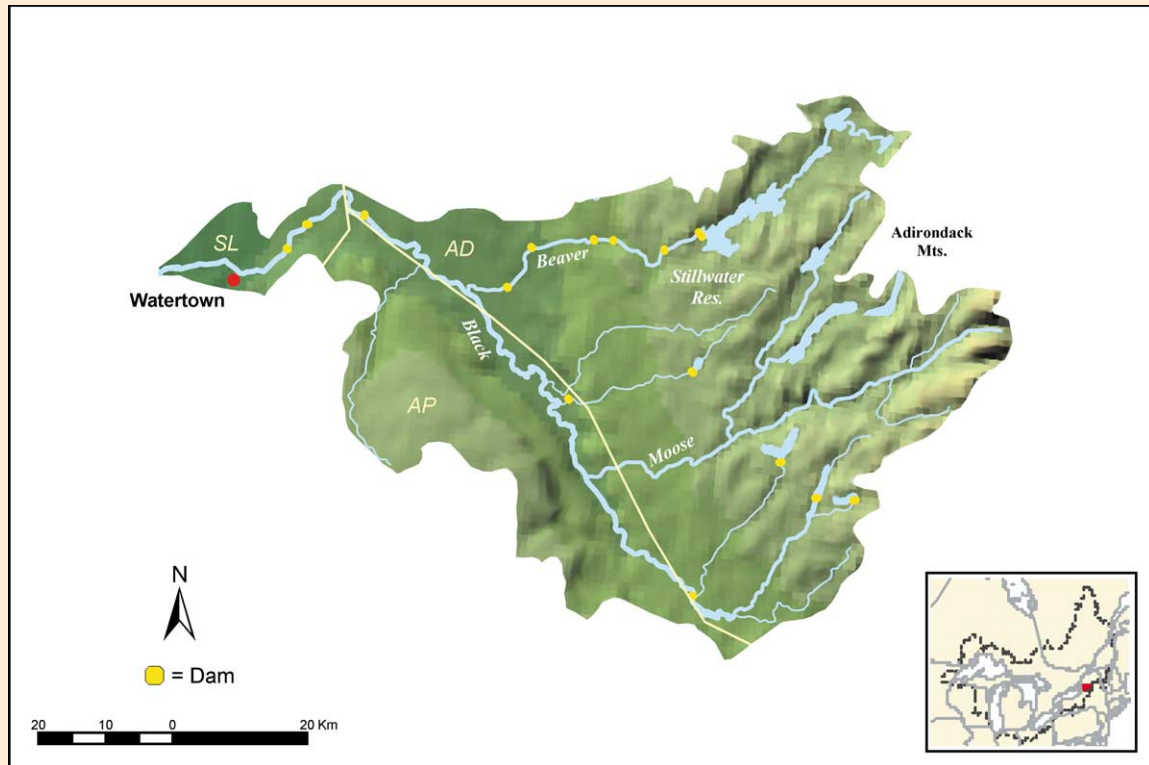 Adirondack
Mts.
SL
AD
Beaver
Stillwater
Res.
Watertown
Black
AP
Moose
N
= Dam
20 10 0 20 Km